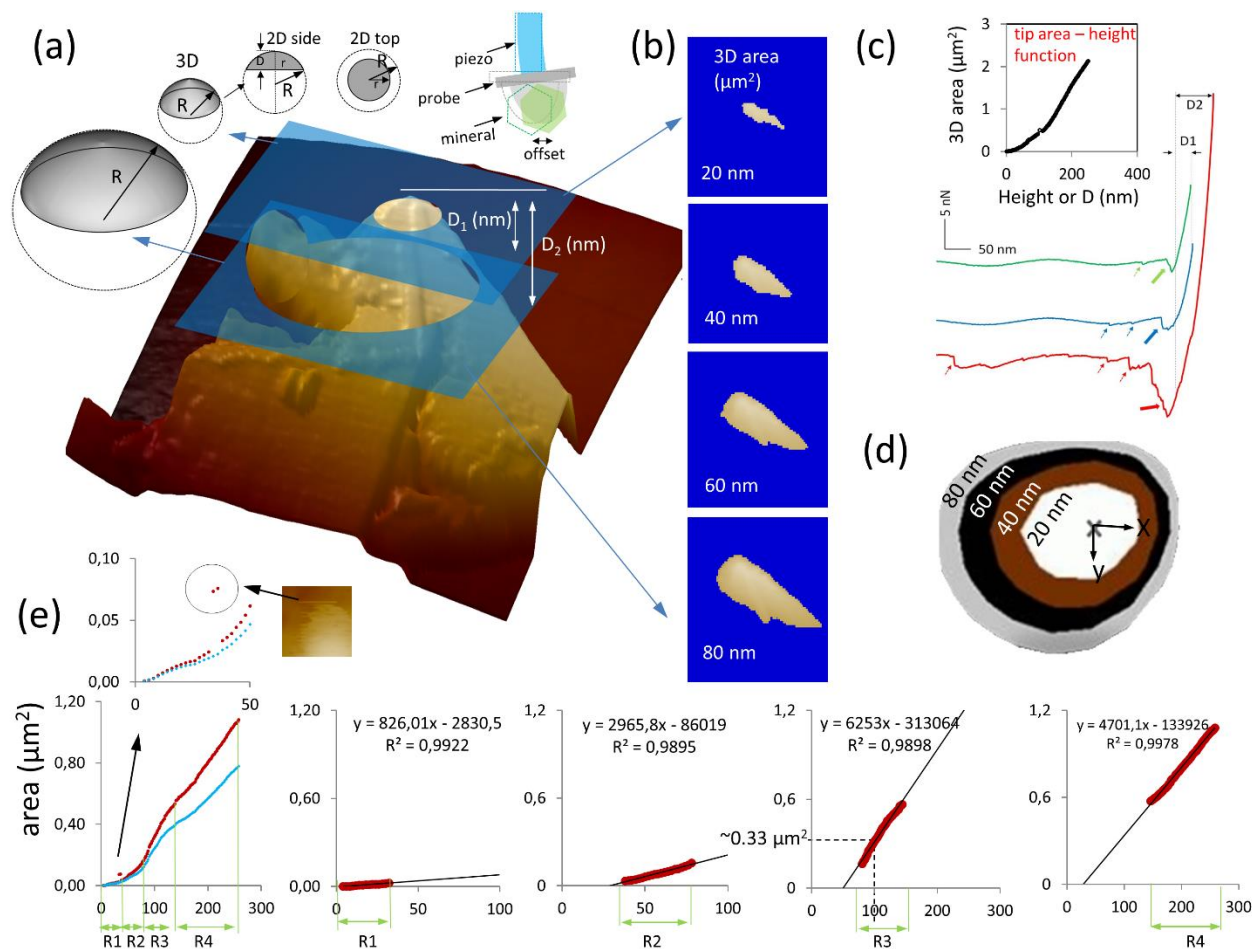 (a)
3D
R
R
2D side
D
r
R
2D top
R
r
piezo
probe
mineral
offset
D₁ (nm)
D₂ (nm)
(b)
3D area
(µm²)
20 nm
40 nm
60 nm
80 nm
(c)
3D area (µm²)
3
2
1
0
tip area – height
function
0 200 400
Height or D (nm)
D2
D1
5 nN
50 nm
(d)
80 nm
60 nm
40 nm
20 nm
X
y
(e)
0,10
0,05
0,00
0 50
area (µm²)
1,20
0,80
0,40
0,00
0 100 200 300
R1 R2 R3 R4
y = 826,01x - 2830,5
R² = 0,9922
1,20
0,60
0,00
0 50 100
R1
y = 2965,8x - 86019
R² = 0,9895
1,2
0,6
0
0 50 100
R2
y = 6253x - 313064
R² = 0,9898
1,2
0,6
0
~0.33 µm²
0 100 200 300
R3
y = 4701,1x - 133926
R² = 0,9978
1,2
0,6
0
0 100 200 300
R4